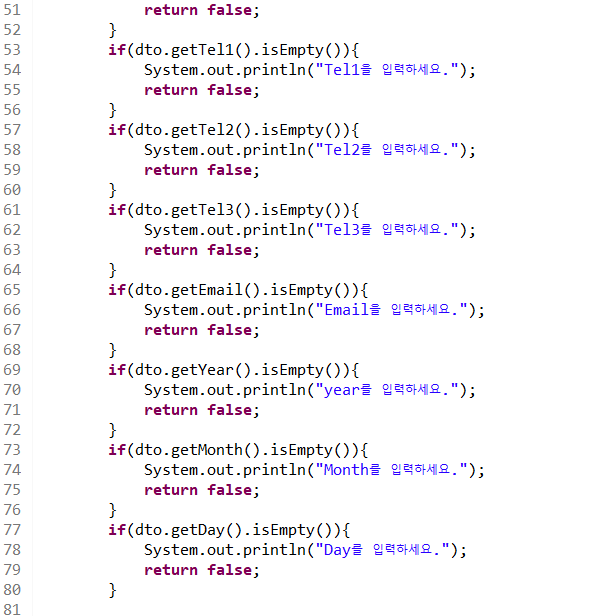 51 return false;
52 }
53 if(dto.getTel1().isEmpty()){
54 System.out.println("Tel1를 입력하세요.");
55 return false;
56 }
57 if(dto.getTel2().isEmpty()){
58 System.out.println("Tel2를 입력하세요.");
59 return false;
60 }
61 if(dto.getTel3().isEmpty()){
62 System.out.println("Tel3를 입력하세요.");
63 return false;
64 }
65 if(dto.getEmail().isEmpty()){
66 System.out.println("Email를 입력하세요.");
67 return false;
68 }
69 if(dto.getYear().isEmpty()){
70 System.out.println("year를 입력하세요.");
71 return false;
72 }
73 if(dto.getMonth().isEmpty()){
74 System.out.println("Month를 입력하세요.");
75 return false;
76 }
77 if(dto.getDay().isEmpty()){
78 System.out.println("Day를 입력하세요.");
79 return false;
80 }
81